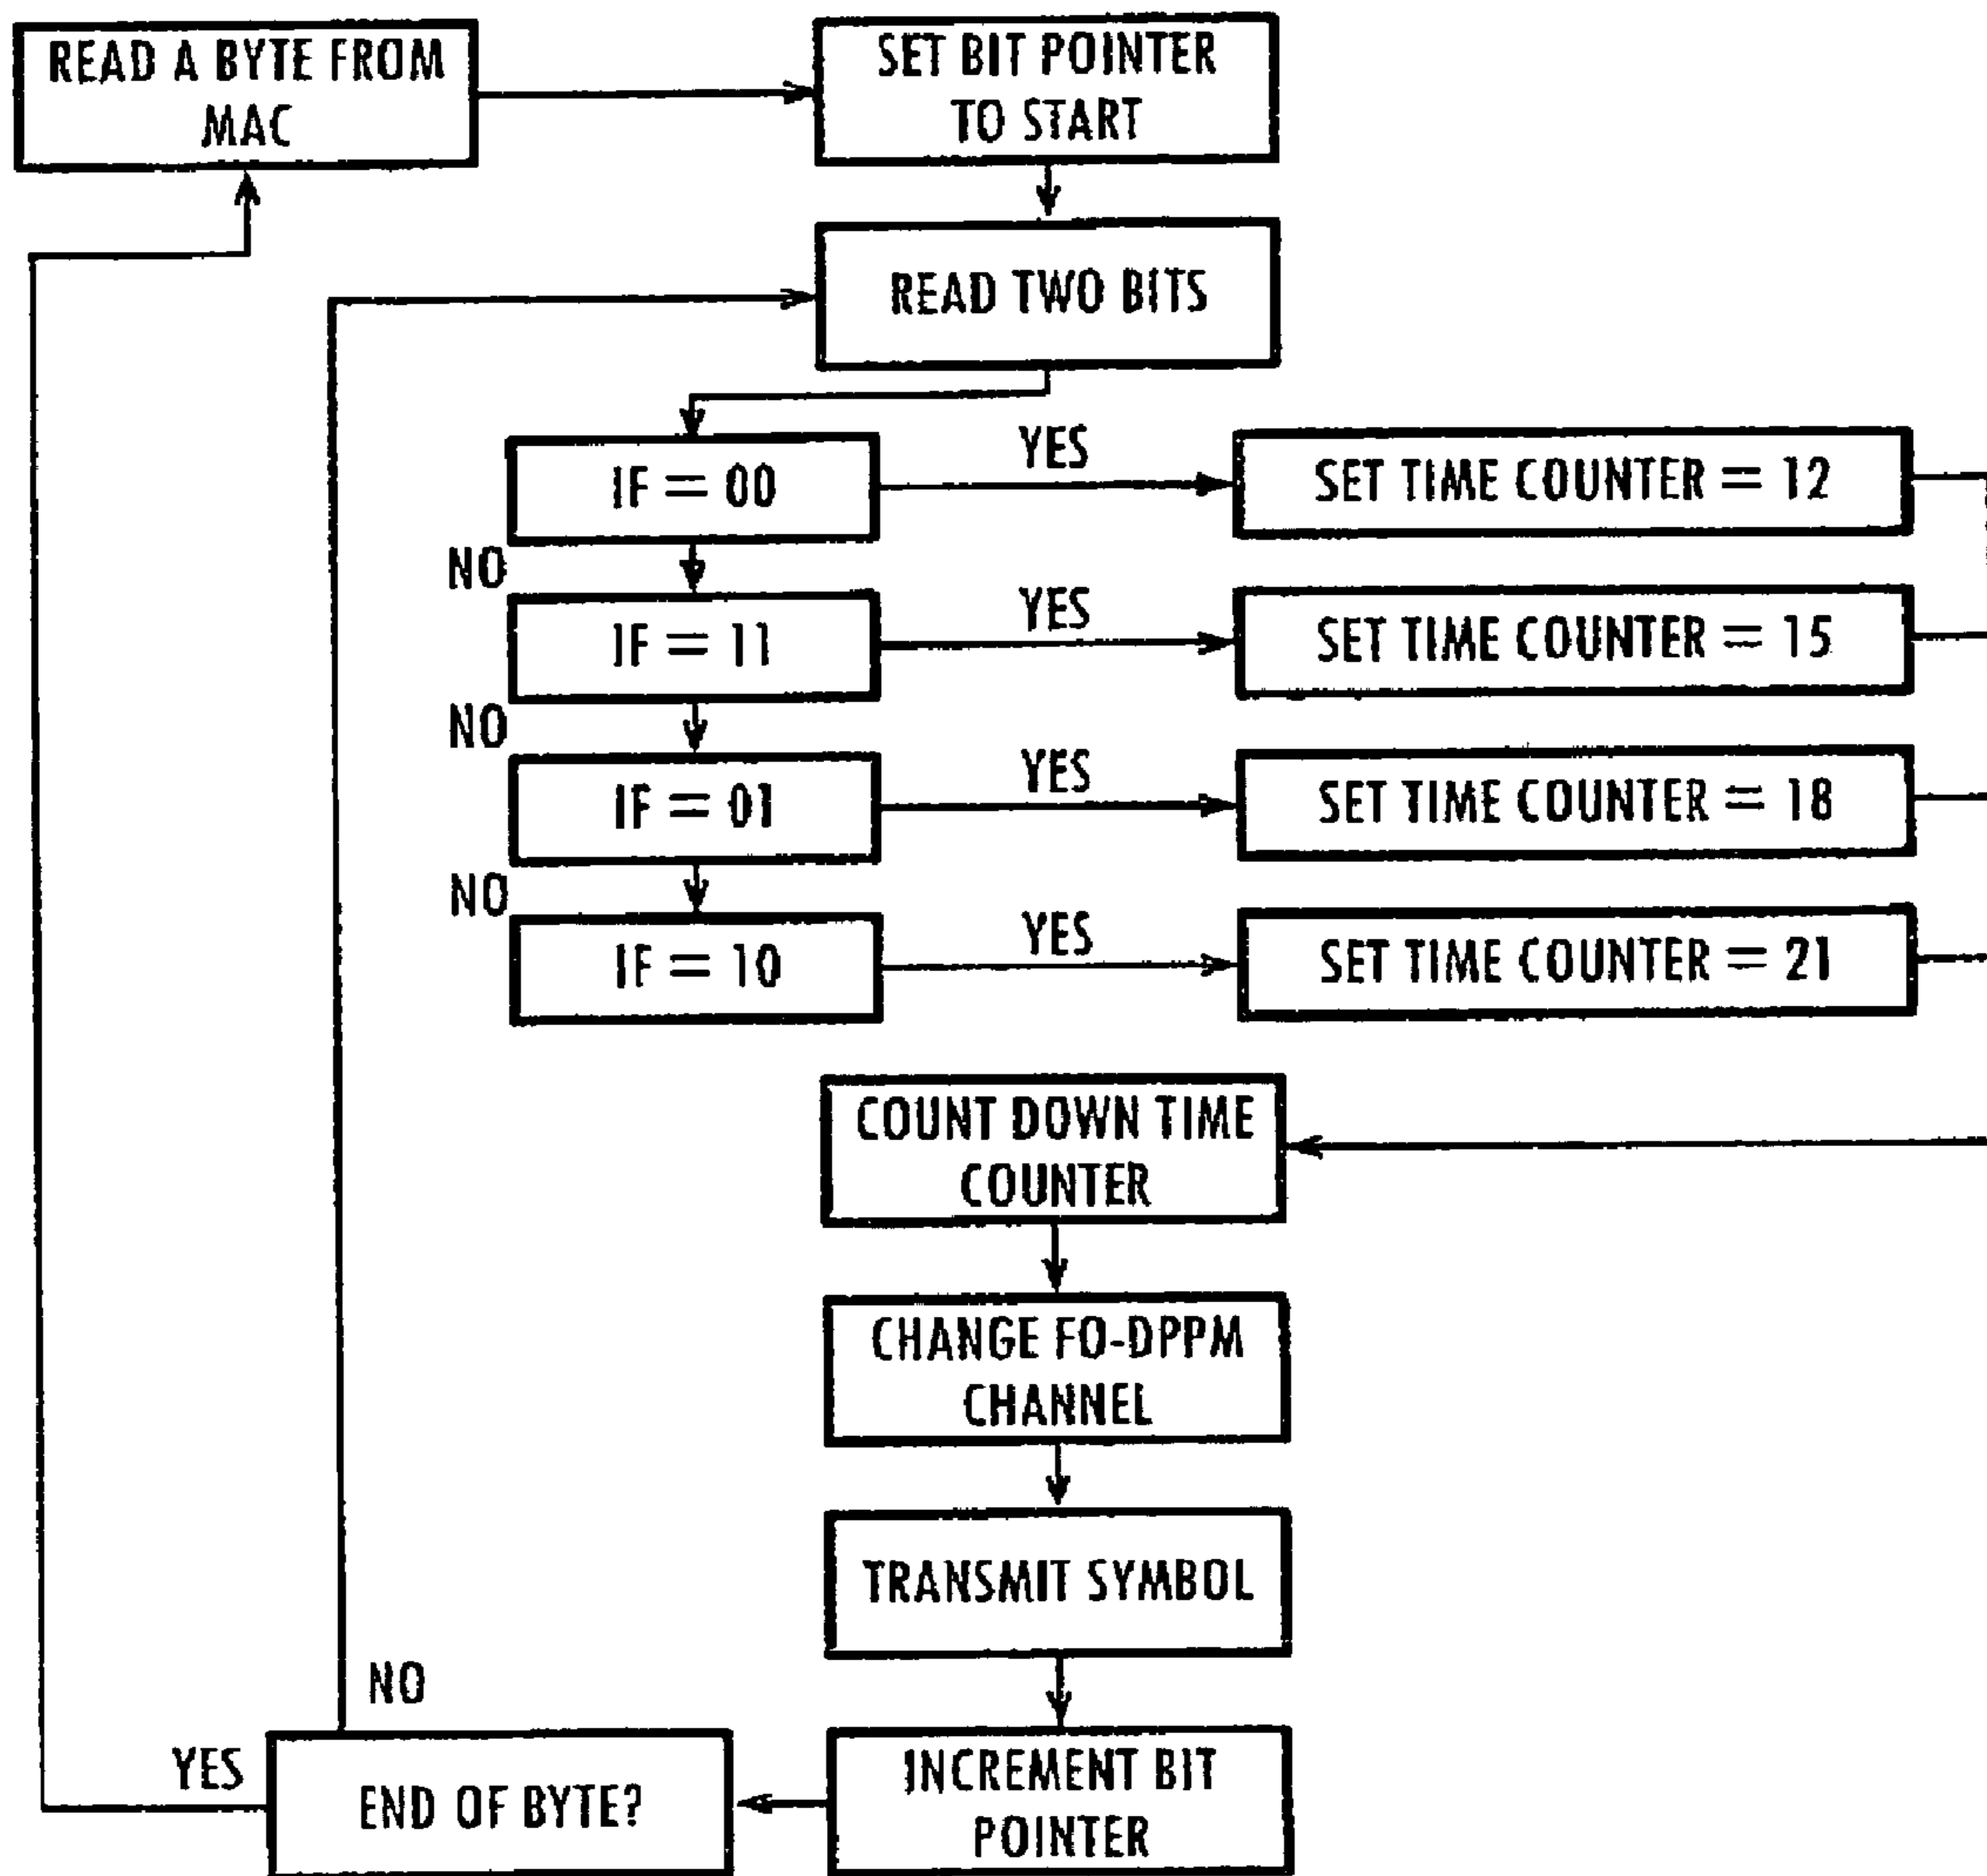 READ A BYTE FROM
MAC
SET BIT POINTER
TO START
READ TWO BITS
IF = 00
YES
SET TIME COUNTER = 12
NO
IF = 11
YES
SET TIME COUNTER = 15
NO
IF = 01
YES
SET TIME COUNTER = 18
NO
IF = 10
YES
SET TIME COUNTER = 21
COUNT DOWN TIME
COUNTER
CHANGE FO-DPPM
CHANNEL
TRANSMIT SYMBOL
INCREMENT BIT
POINTER
END OF BYTE?
NO
YES